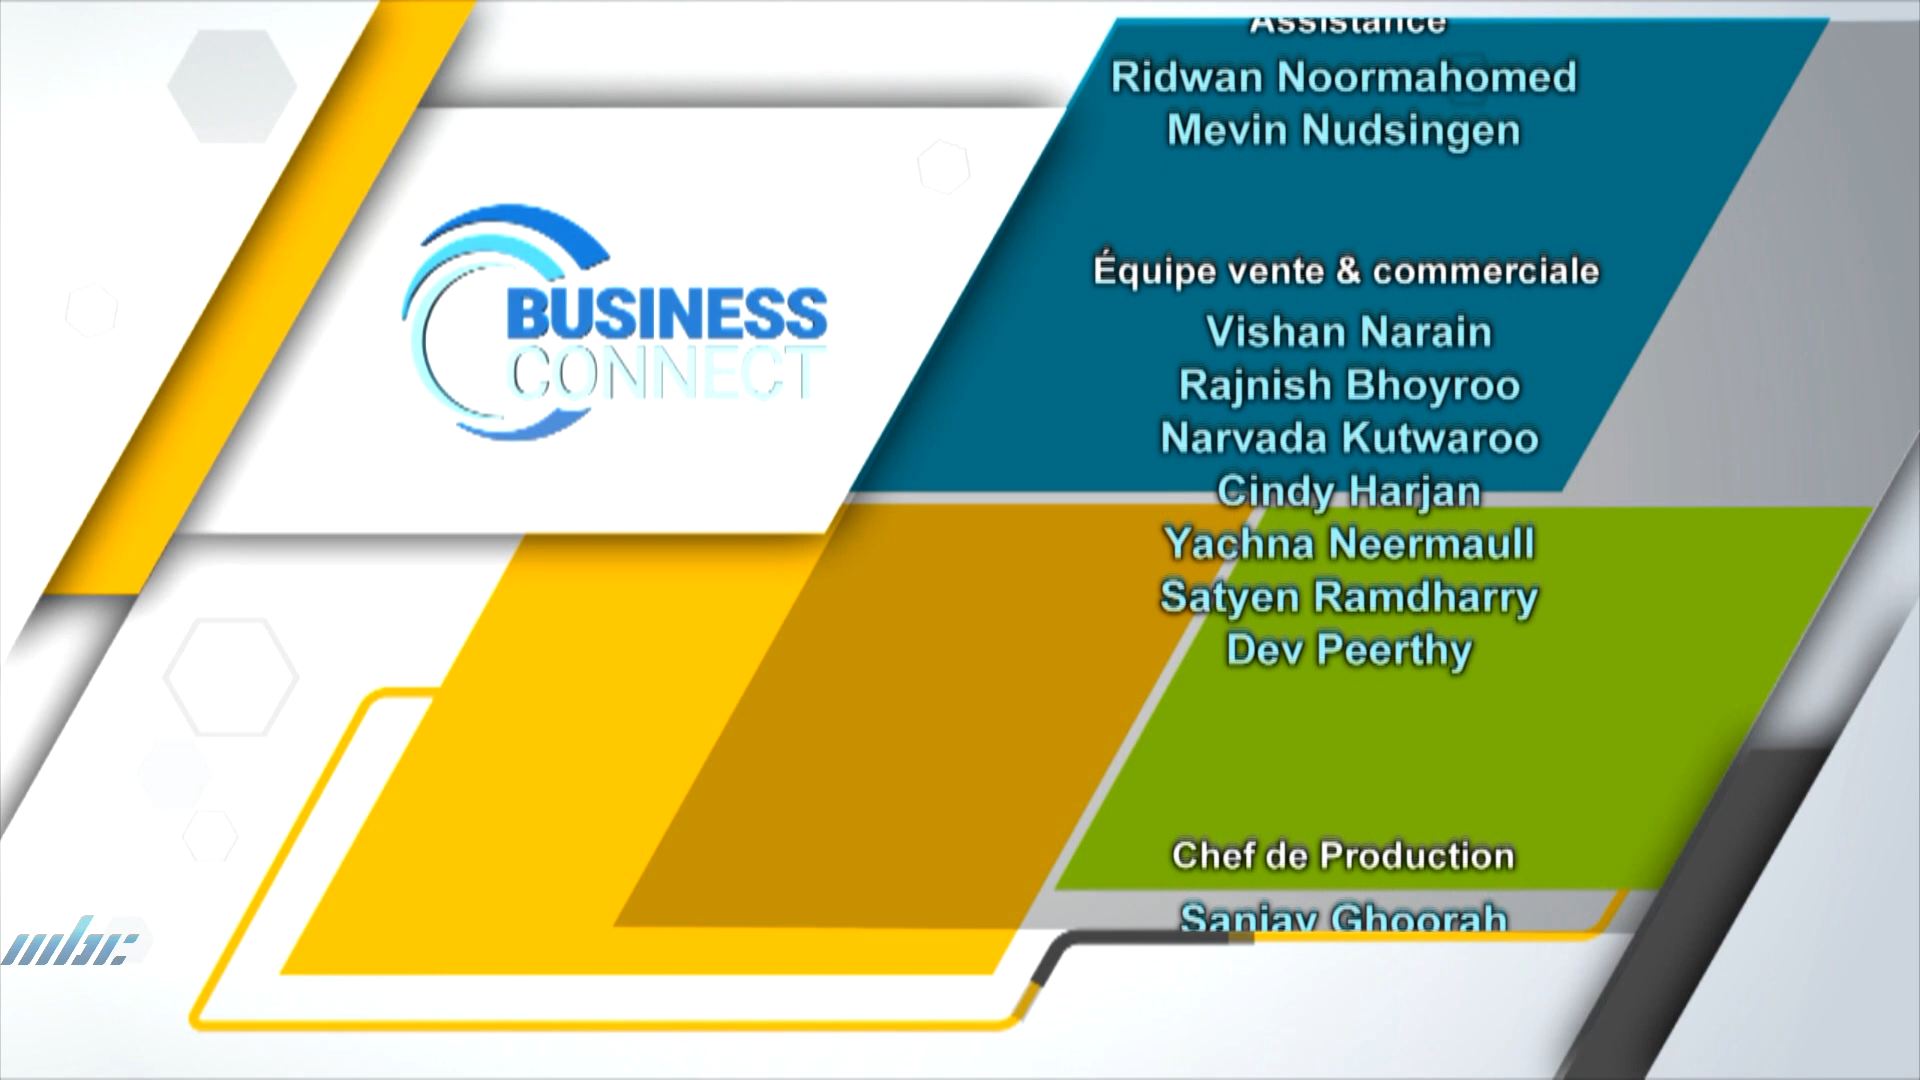 BUSINESS
CONNECT
Assistance
Ridwan Noormahomed
Mevin Nudsingen
Équipe vente & commerciale
Vishan Narain
Rajnish Bhoyroo
Narvada Kutwaroo
Cindy Harjan
Yachna Neermaull
Satyen Ramdharry
Dev Peerthy
Chef de Production
Sanjay Ghoorah
mbc